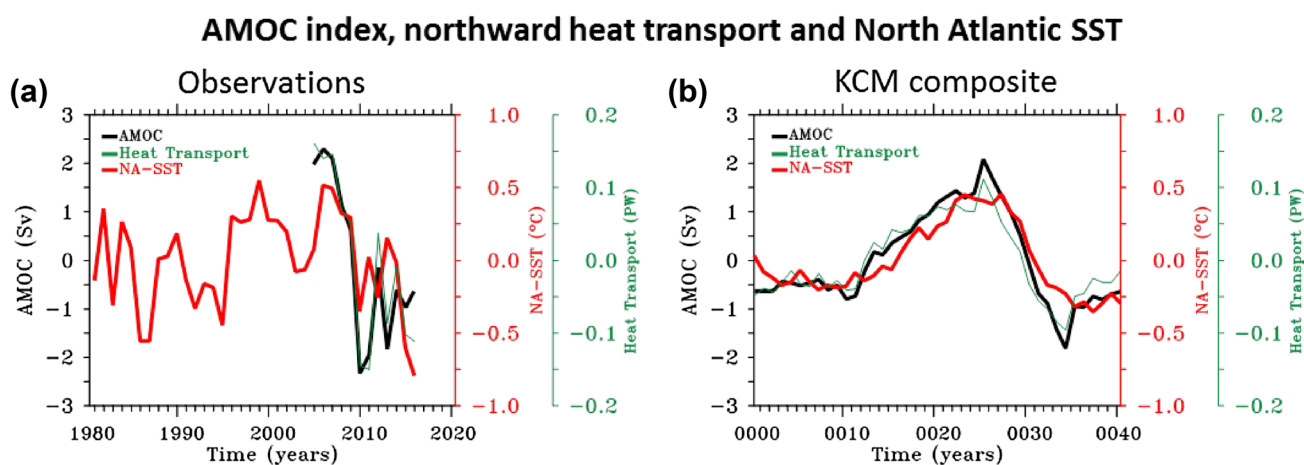 AMOC index, northward heat transport and North Atlantic SST
(a)
Observations
AMOC
Heat Transport
NA-SST
3
2
1
0
−1
−2
−3
AMOC (Sv)
1980 1990 2000 2010 2020
Time (years)
1.0
0.5
0.0
−0.5
−1.0
NA-SST (°C)
0.2
0.1
0.0
−0.1
−0.2
Heat Transport (PW)
(b)
KCM composite
AMOC
Heat Transport
NA-SST
3
2
1
0
−1
−2
−3
AMOC (Sv)
0000 0010 0020 0030 0040
Time (years)
1.0
0.5
0.0
−0.5
−1.0
NA-SST (°C)
0.2
0.1
0.0
−0.1
−0.2
Heat Transport (PW)